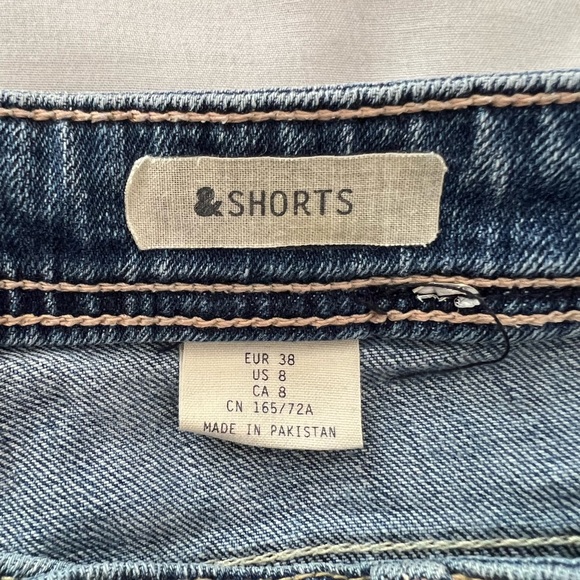 &SHORTS
EUR 38
US 8
CA 8
CN 165/72A
MADE IN PAKISTAN